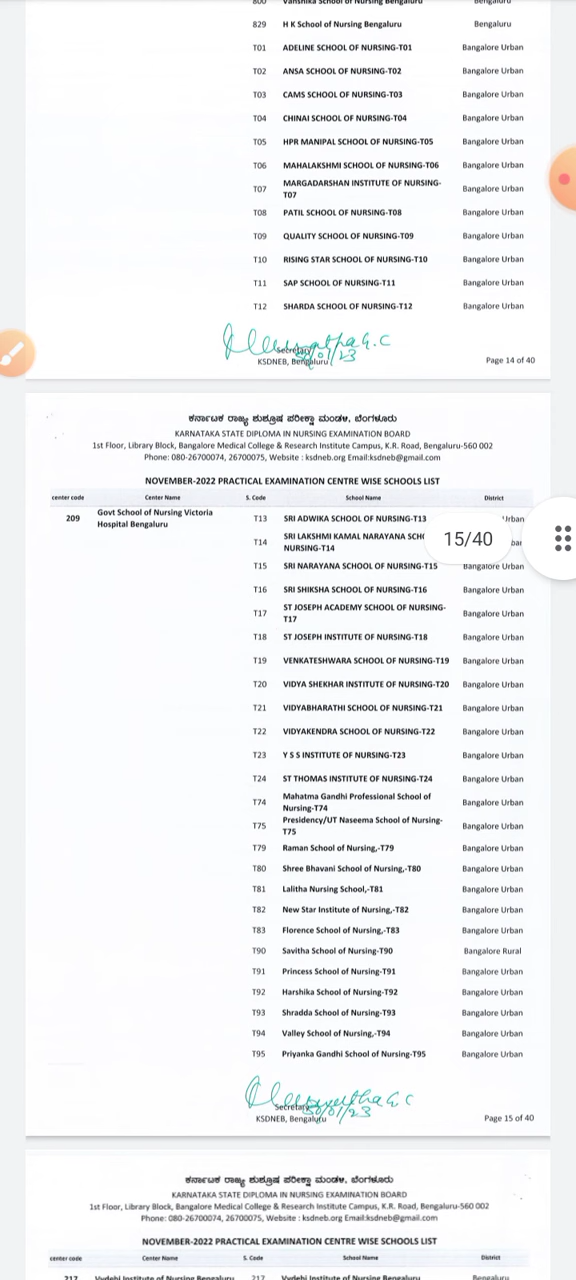 800 Vanshika School of Nursing Bengaluru Bengaluru
829 H K School of Nursing Bengaluru Bengaluru
T01 ADELINE SCHOOL OF NURSING-T01 Bangalore Urban
T02 ANSA SCHOOL OF NURSING-T02 Bangalore Urban
T03 CAMS SCHOOL OF NURSING-T03 Bangalore Urban
T04 CHINAI SCHOOL OF NURSING-T04 Bangalore Urban
T05 HPR MANIPAL SCHOOL OF NURSING-T05 Bangalore Urban
T06 MAHALAKSHMI SCHOOL OF NURSING-T06 Bangalore Urban
T07 MARGADARSHAN INSTITUTE OF NURSING- Bangalore Urban
T07
T08 PATIL SCHOOL OF NURSING-T08 Bangalore Urban
T09 QUALITY SCHOOL OF NURSING-T09 Bangalore Urban
T10 RISING STAR SCHOOL OF NURSING-T10 Bangalore Urban
T11 SAP SCHOOL OF NURSING-T11 Bangalore Urban
T12 SHARDA SCHOOL OF NURSING-T12 Bangalore Urban
Secretary
KSDNEB, Bengaluru Page 14 of 40
ಕರ್ನಾಟಕ ರಾಜ್ಯ ಶುಶ್ರೂಷ ಪರೀಕ್ಷಾ ಮಂಡಳಿ, ಬೆಂಗಳೂರು
KARNATAKA STATE DIPLOMA IN NURSING EXAMINATION BOARD
1st Floor, Library Block, Bangalore Medical College & Research Institute Campus, K.R. Road, Bengaluru-560 002
Phone: 080-26700074, 26700075, Website : ksdneb.org Email:ksdneb@gmail.com
NOVEMBER-2022 PRACTICAL EXAMINATION CENTRE WISE SCHOOLS LIST
center code Center Name S. Code School Name District
209 Govt School of Nursing Victoria T13 SRI ADWIKA SCHOOL OF NURSING-T13 Urban
Hospital Bengaluru
T14 SRI LAKSHMI KAMAL NARAYANA SCHO
NURSING-T14
15/40
T15 SRI NARAYANA SCHOOL OF NURSING-T15 Bangalore Urban
T16 SRI SHIKSHA SCHOOL OF NURSING-T16 Bangalore Urban
T17 ST JOSEPH ACADEMY SCHOOL OF NURSING- Bangalore Urban
T17
T18 ST JOSEPH INSTITUTE OF NURSING-T18 Bangalore Urban
T19 VENKATESHWARA SCHOOL OF NURSING-T19 Bangalore Urban
T20 VIDYA SHEKHAR INSTITUTE OF NURSING-T20 Bangalore Urban
T21 VIDYABHARATHI SCHOOL OF NURSING-T21 Bangalore Urban
T22 VIDYAKENDRA SCHOOL OF NURSING-T22 Bangalore Urban
T23 Y S S INSTITUTE OF NURSING-T23 Bangalore Urban
T24 ST THOMAS INSTITUTE OF NURSING-T24 Bangalore Urban
T74 Mahatma Gandhi Professional School of Bangalore Urban
Nursing-T74
T75 Presidency/UT Naseema School of Nursing- Bangalore Urban
T75
T79 Raman School of Nursing,-T79 Bangalore Urban
T80 Shree Bhavani School of Nursing,-T80 Bangalore Urban
T81 Lalitha Nursing School,-T81 Bangalore Urban
T82 New Star Institute of Nursing,-T82 Bangalore Urban
T83 Florence School of Nursing,-T83 Bangalore Urban
T90 Savitha School of Nursing-T90 Bangalore Rural
T91 Princess School of Nursing-T91 Bangalore Urban
T92 Harshika School of Nursing-T92 Bangalore Urban
T93 Shradda School of Nursing-T93 Bangalore Urban
T94 Valley School of Nursing,-T94 Bangalore Urban
T95 Priyanka Gandhi School of Nursing-T95 Bangalore Urban
Secretary
KSDNEB, Bengaluru Page 15 of 40
ಕರ್ನಾಟಕ ರಾಜ್ಯ ಶುಶ್ರೂಷ ಪರೀಕ್ಷಾ ಮಂಡಳಿ, ಬೆಂಗಳೂರು
KARNATAKA STATE DIPLOMA IN NURSING EXAMINATION BOARD
1st Floor, Library Block, Bangalore Medical College & Research Institute Campus, K.R. Road, Bengaluru-560 002
Phone: 080-26700074, 26700075, Website : ksdneb.org Email:ksdneb@gmail.com
NOVEMBER-2022 PRACTICAL EXAMINATION CENTRE WISE SCHOOLS LIST
center code Center Name S. Code School Name District
217 Vydehi Institute of Nursing Bengaluru 217 Vydehi Institute of Nursing Bengaluru Bengaluru